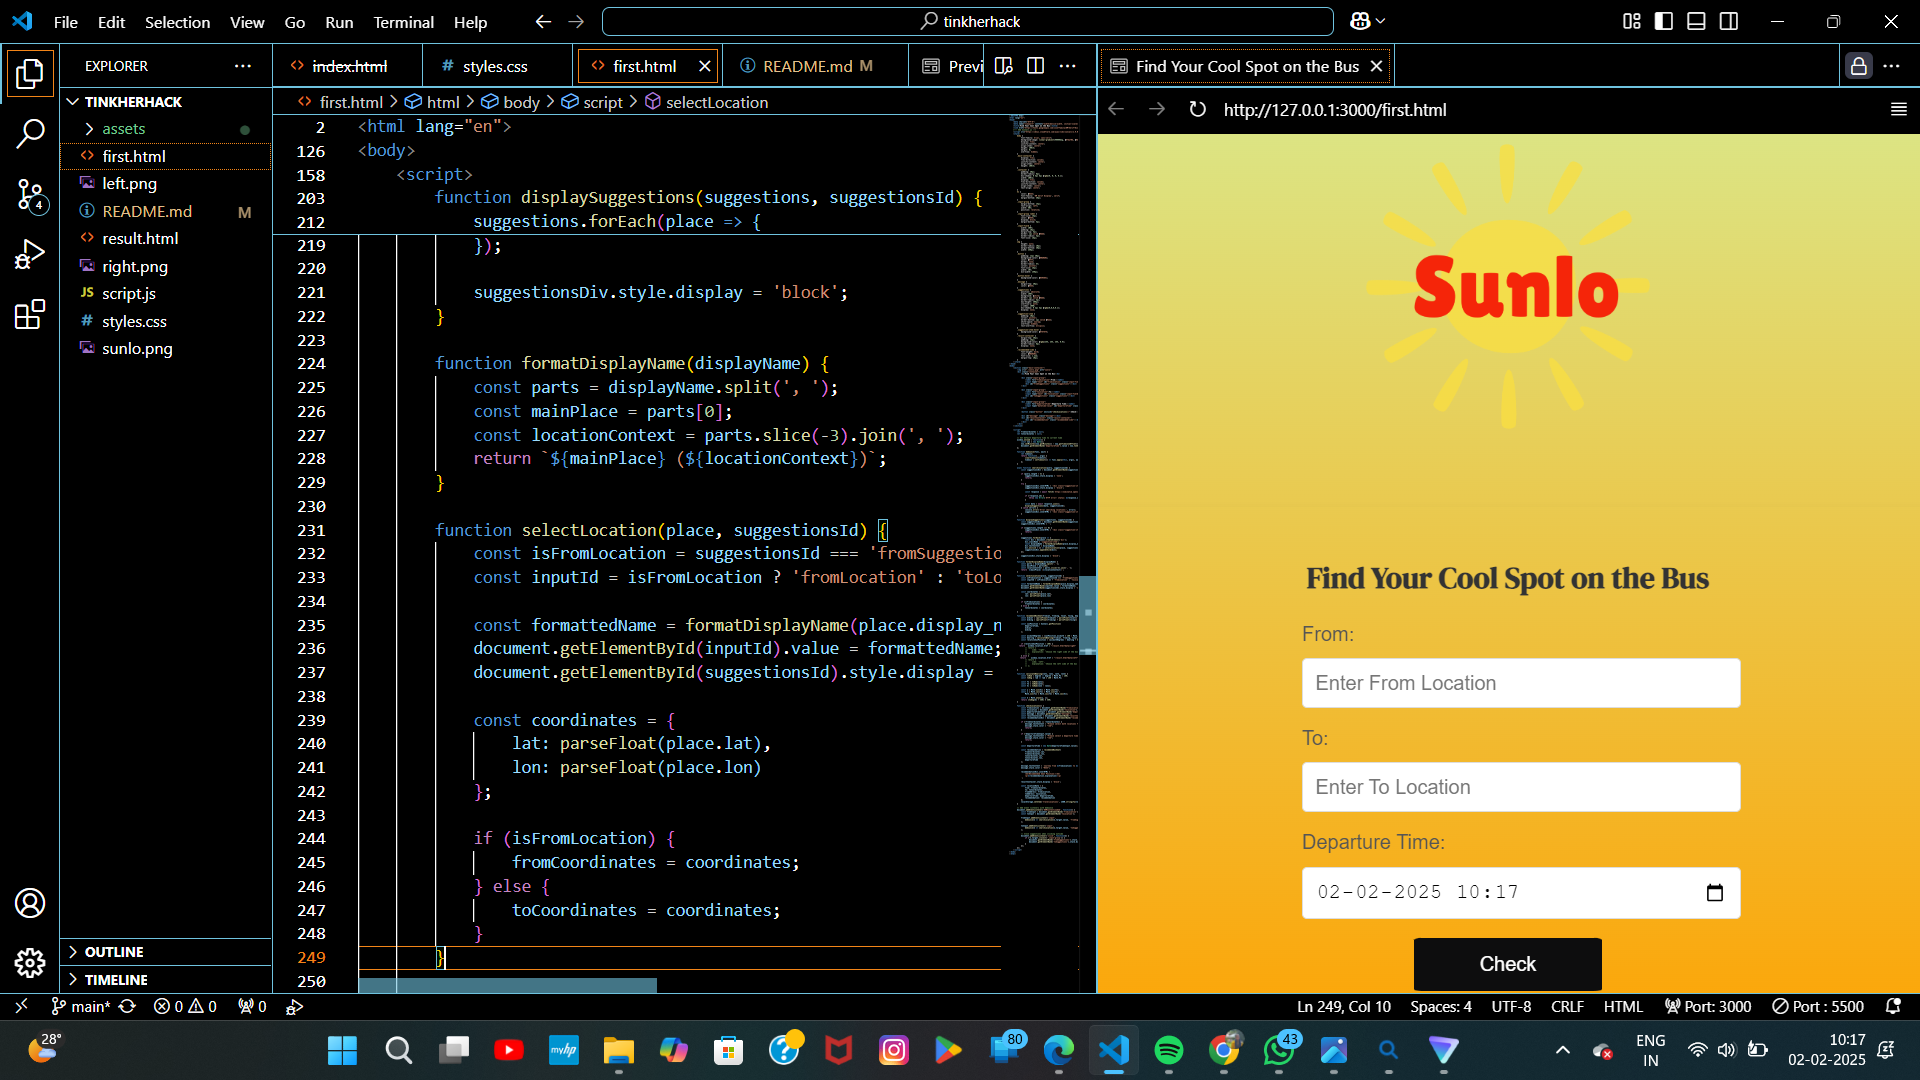 File Edit Selection View Go Run Terminal Help
tinkherhack
EXPLORER
TINKHERHACK
assets
first.html
left.png
README.md M
result.html
right.png
JS script.js
# styles.css
sunlo.png
OUTLINE
TIMELINE
index.html
# styles.css
first.html
README.md M
Previ
first.html > html > body > script > selectLocation
2 <html lang="en">
126 <body>
158 <script>
203 function displaySuggestions(suggestions, suggestionsId) {
212 suggestions.forEach(place => {
219 });
220
221 suggestionsDiv.style.display = 'block';
222 }
223
224 function formatDisplayName(displayName) {
225 const parts = displayName.split(', ');
226 const mainPlace = parts[0];
227 const locationContext = parts.slice(-3).join(', ');
228 return `${mainPlace} (${locationContext})`;
229 }
230
231 function selectLocation(place, suggestionsId) {
232 const isFromLocation = suggestionsId === 'fromSuggestio
233 const inputId = isFromLocation ? 'fromLocation' : 'toLo
234
235 const formattedName = formatDisplayName(place.display_n
236 document.getElementById(inputId).value = formattedName;
237 document.getElementById(suggestionsId).style.display =
238
239 const coordinates = {
240 lat: parseFloat(place.lat),
241 lon: parseFloat(place.lon)
242 };
243
244 if (isFromLocation) {
245 fromCoordinates = coordinates;
246 } else {
247 toCoordinates = coordinates;
248 }
249 }
250
Find Your Cool Spot on the Bus
http://127.0.0.1:3000/first.html
Sunlo
Find Your Cool Spot on the Bus
From:
Enter From Location
To:
Enter To Location
Departure Time:
02-02-2025 10:17
Check
4
main* 0 0 0
Ln 249, Col 10 Spaces: 4 UTF-8 CRLF HTML Port: 3000 Port : 5500
28°
myhp
80
43
ENG
IN
10:17
02-02-2025